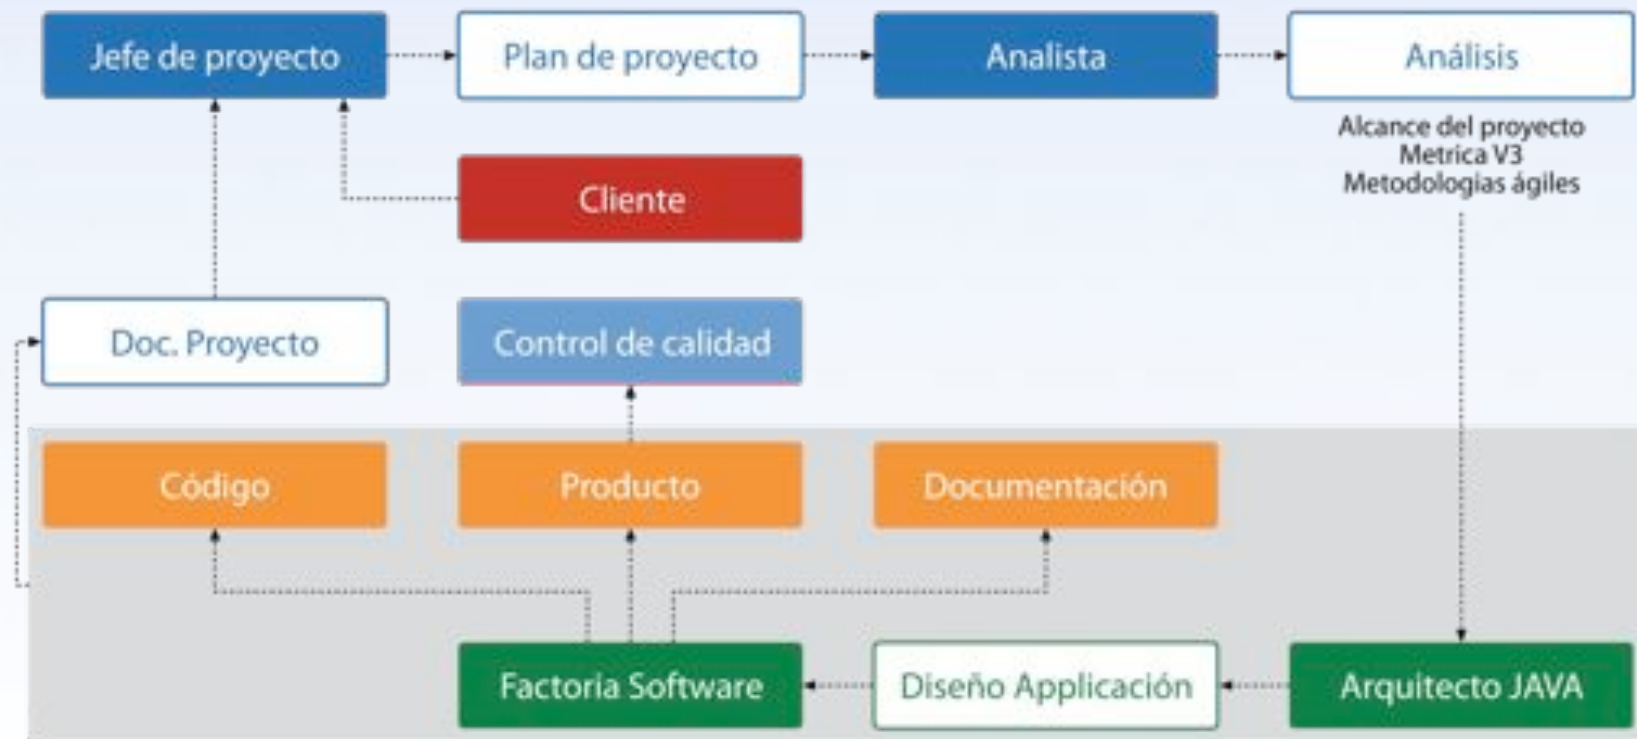 Jefe de proyecto
Plan de proyecto
Analista
Análisis
Alcance del proyecto
Metrica V3
Metodologias ágiles
Cliente
Doc. Proyecto
Control de calidad
Código
Producto
Documentación
Factoria Software
Diseño Applicación
Arquitecto JAVA